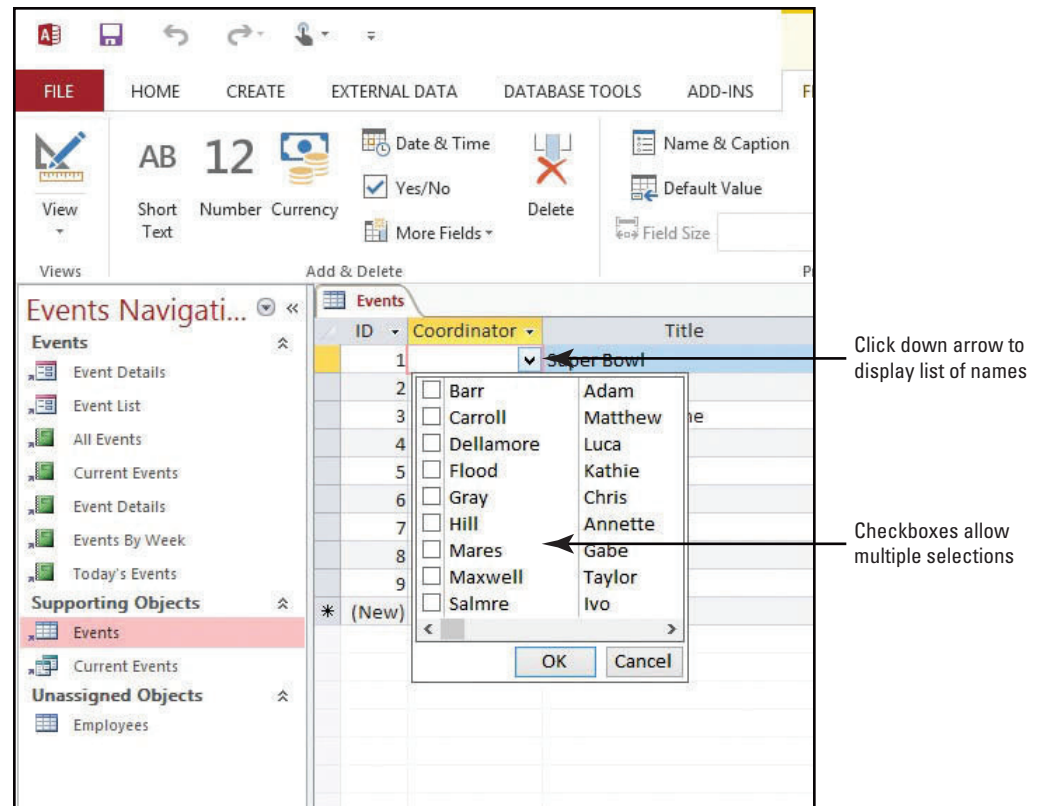 FILE HOME CREATE EXTERNAL DATA DATABASE TOOLS ADD-INS
AB 12
Date & Time
Yes/No
More Fields
View
Short Text
Number
Currency
Delete
Name & Caption
Default Value
Field Size
Views
Add & Delete
Events Navigati...
Events
Event Details
Event List
All Events
Current Events
Event Details
Events By Week
Today's Events
Supporting Objects
Events
Current Events
Unassigned Objects
Employees
Events
ID Coordinator Title
1 Super Bowl
2
3
4
5
6
7
8
9
(New)
Barr Adam
Carroll Matthew
Dellamore Luca
Flood Kathie
Gray Chris
Hill Annette
Mares Gabe
Maxwell Taylor
Salmre Ivo
OK Cancel
Click down arrow to
display list of names
Checkboxes allow
multiple selections